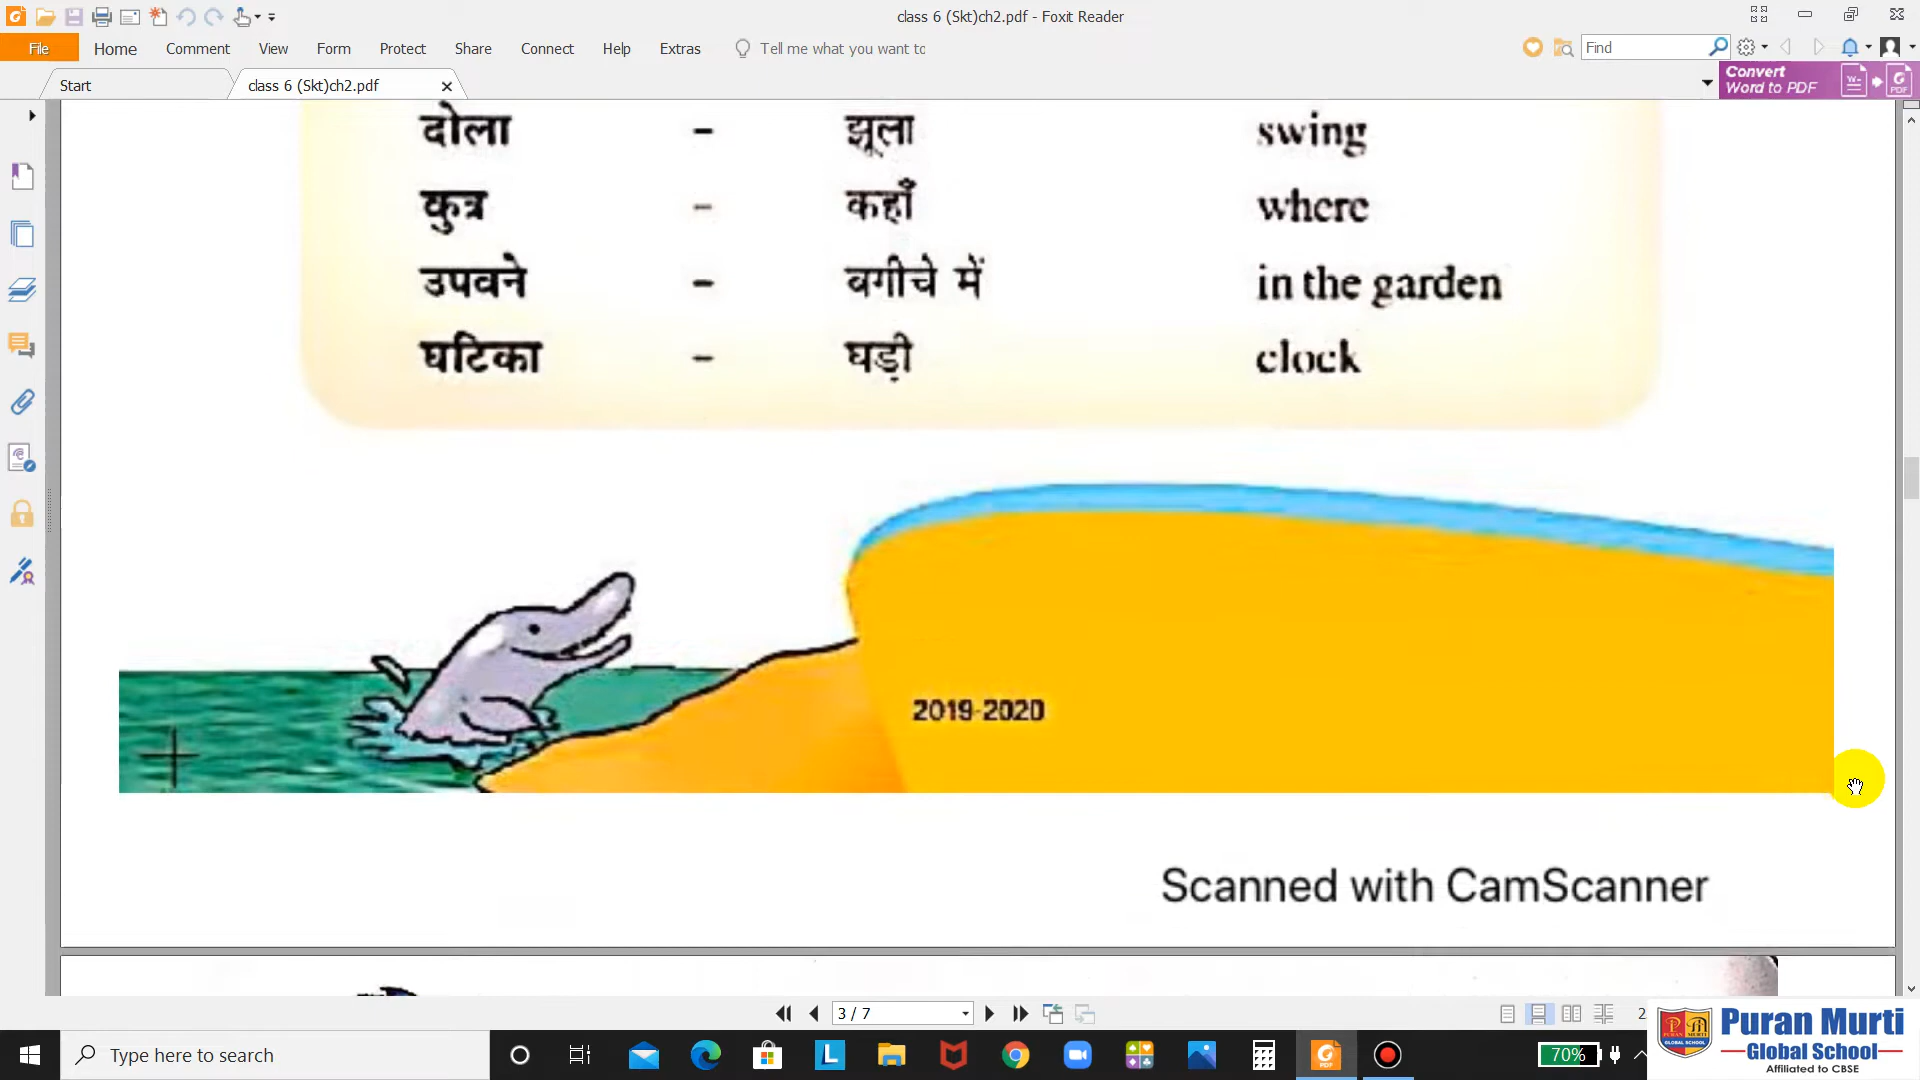 class 6 (Skt)ch2.pdf - Foxit Reader
File Home Comment View Form Protect Share Connect Help Extras Tell me what you want to Find
Start class 6 (Skt)ch2.pdf
Convert
Word to PDF
दोला - झूला swing
कुत्र - कहाँ where
उपवने - बगीचे में in the garden
घटिका - घड़ी clock
2019-2020
Scanned with CamScanner
3 / 7
2
Type here to search
70%
Puran Murti
Global School
Affiliated to CBSE